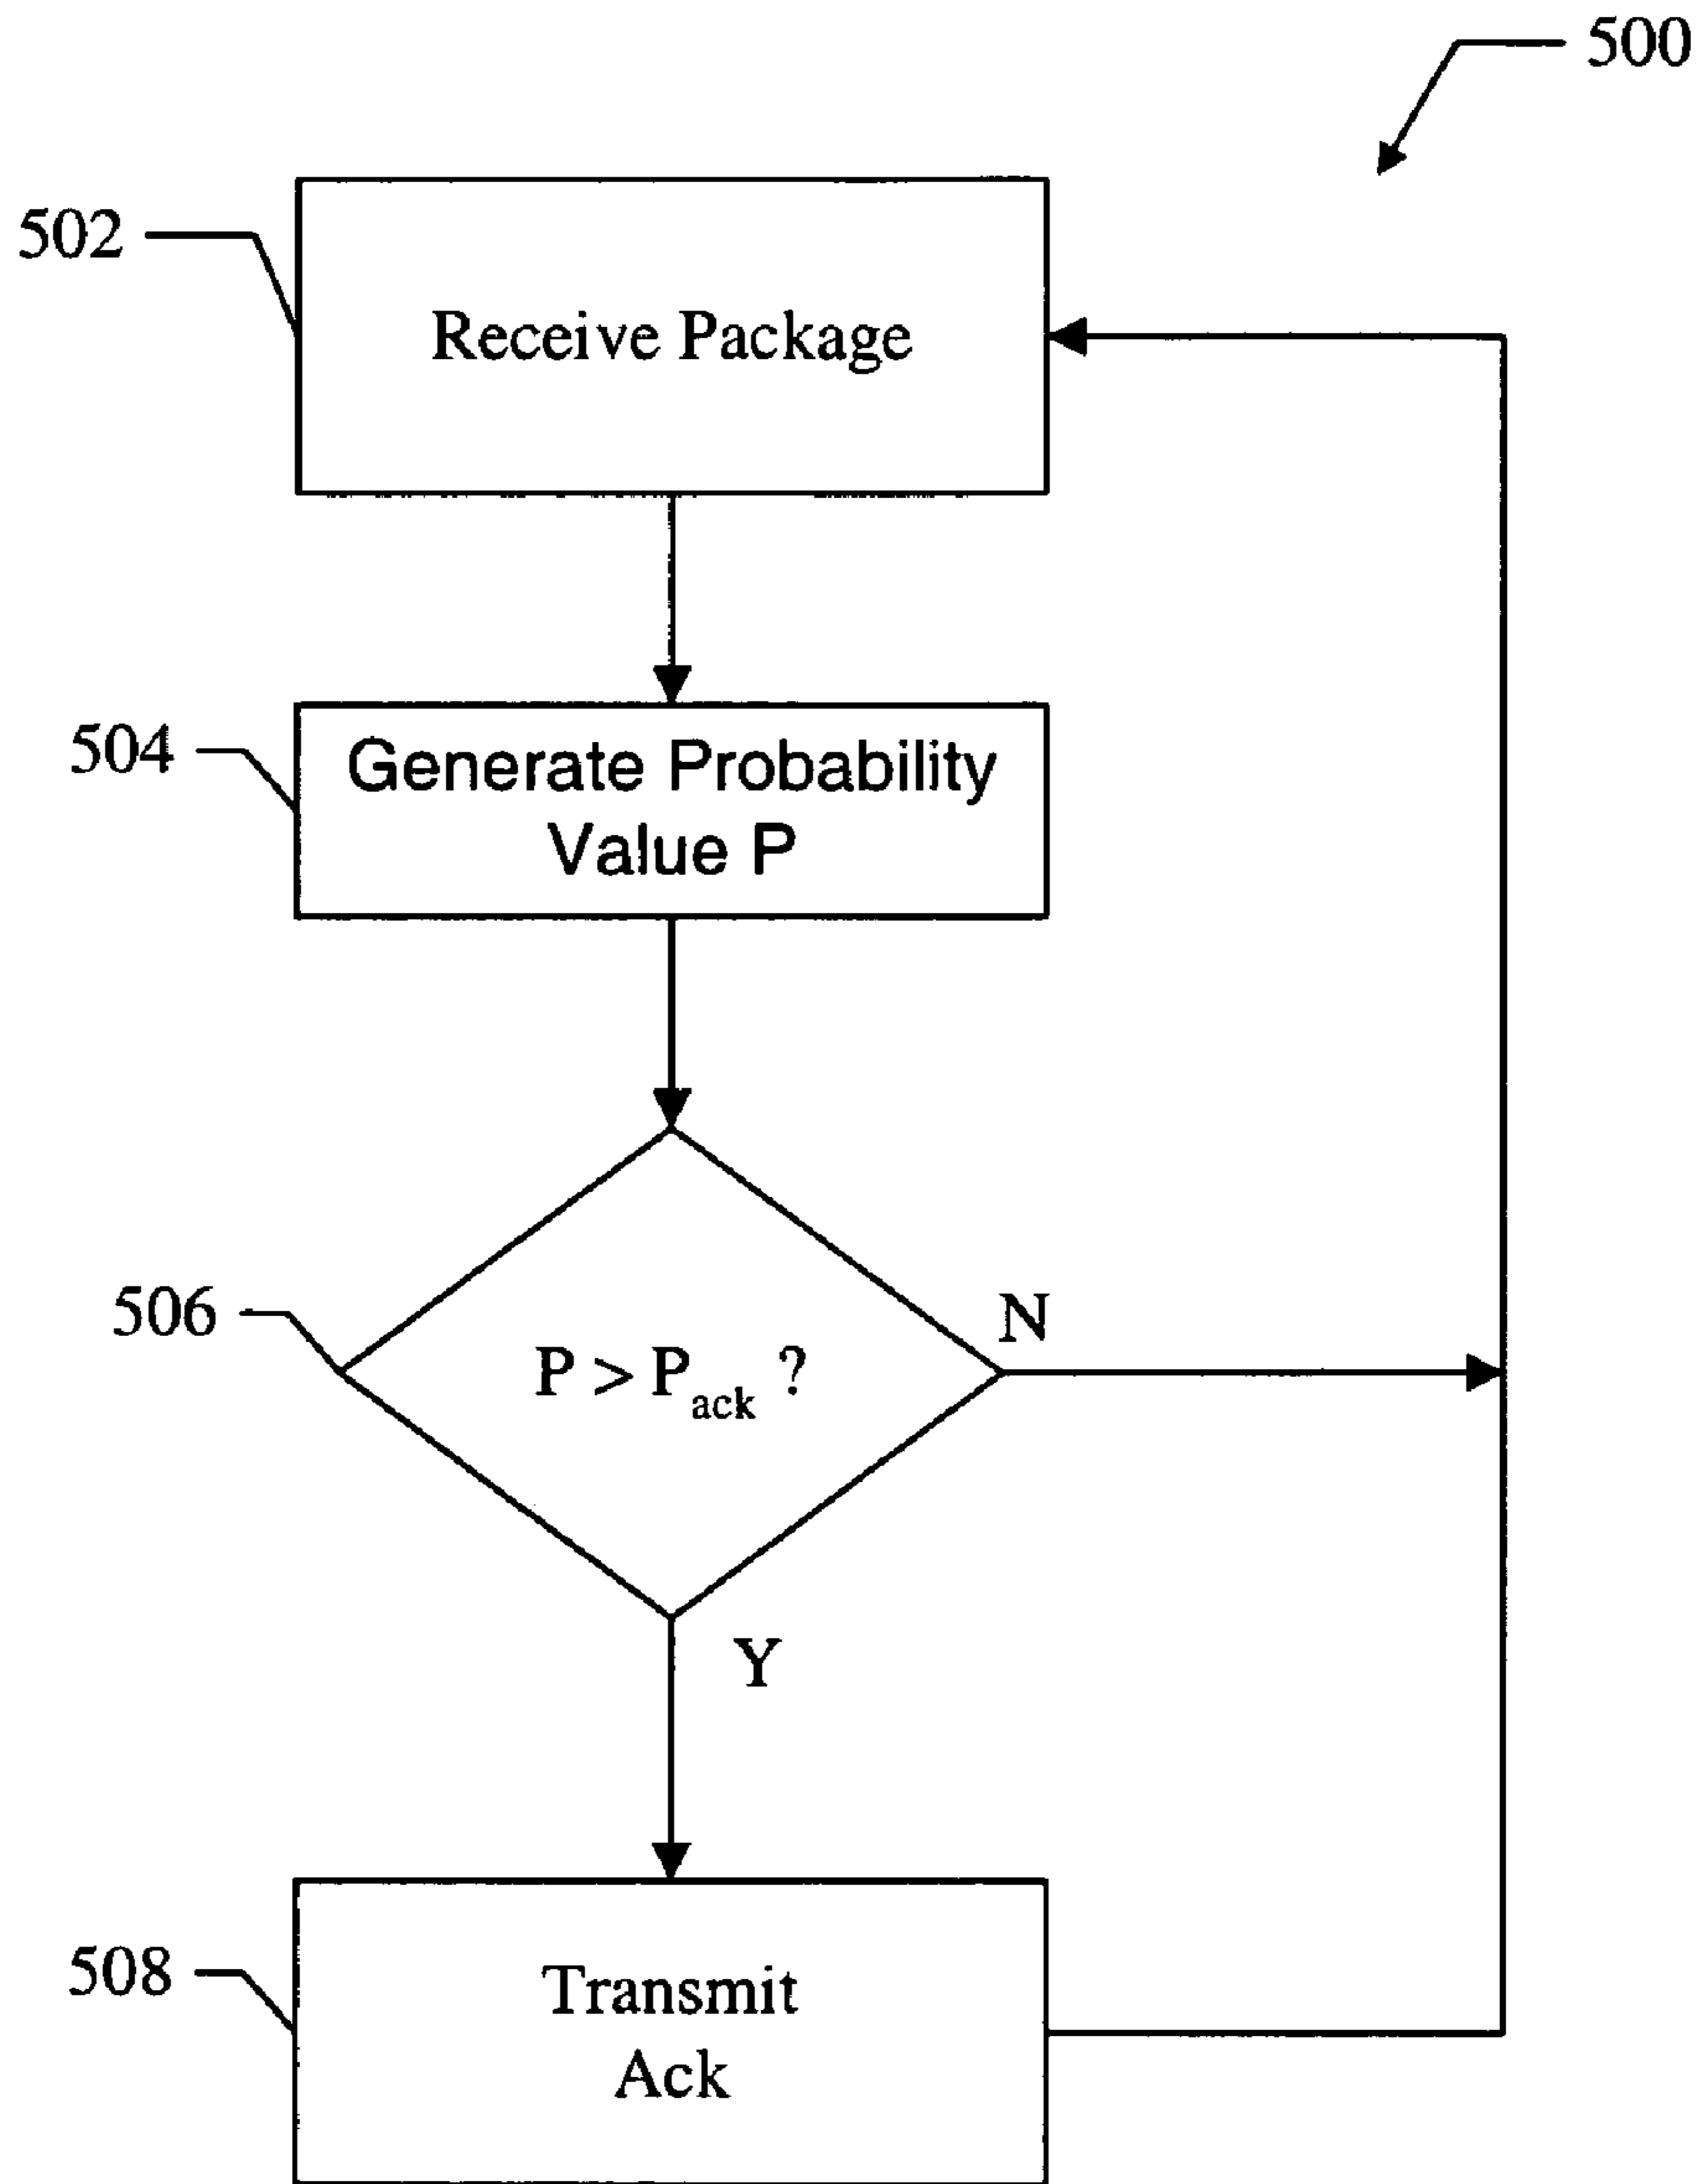 500
502
Receive Package
504
Generate Probability
Value P
506
P > Pack ?
N
Y
508
Transmit
Ack